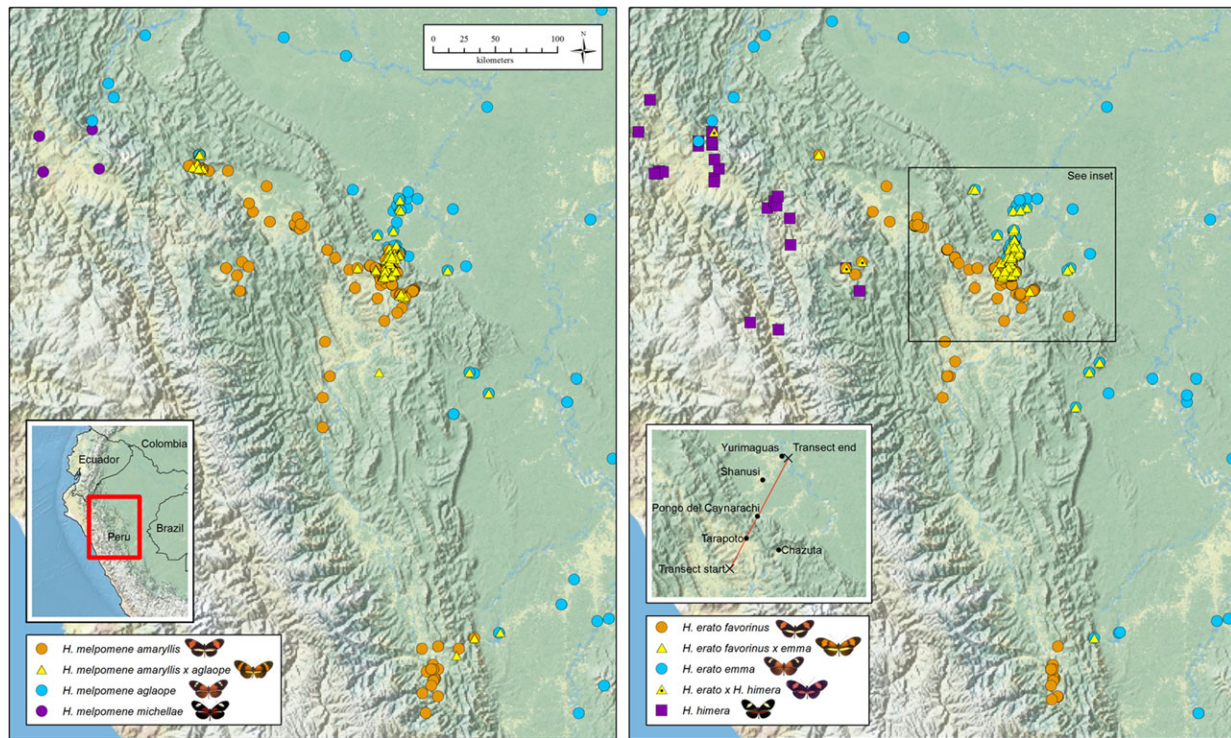 0 25 50 100
kilometers
N
Colombia
Ecuador
Peru
Brazil
H. melpomene amaryllis
H. melpomene amaryllis x aglaope
H. melpomene aglaope
H. melpomene michellae
See inset
Yurimaguas
Transect end
Shanusi
Pongo del Caynarachi
Tarapoto
Chazuta
Transect start
H. erato favorinus
H. erato favorinus x emma
H. erato emma
H. erato x H. himera
H. himera